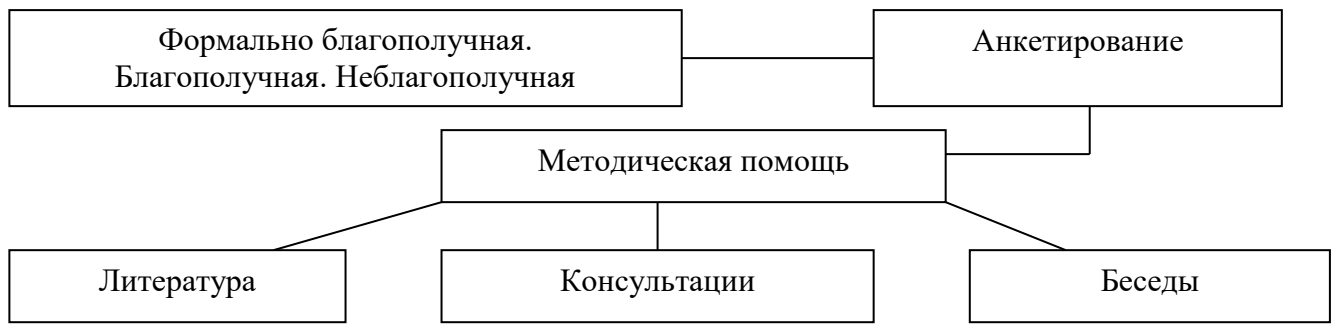 Формально благополучная.
Благополучная. Неблагополучная
Анкетирование
Методическая помощь
Литература
Консультации
Беседы